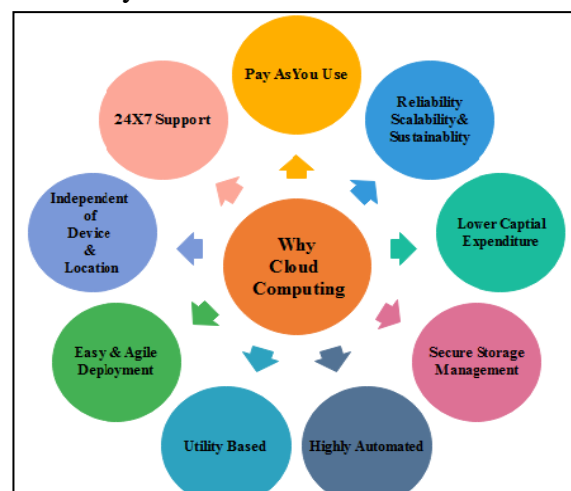 Pay AsYou Use
Reliability
Scalability&
Sustainablity
Lower Captial
Expenditure
Secure Storage
Management
Highly Automated
Utility Based
Easy & Agile
Deployment
Independent
of
Device
&
Location
24X7 Support
Why
Cloud
Computing